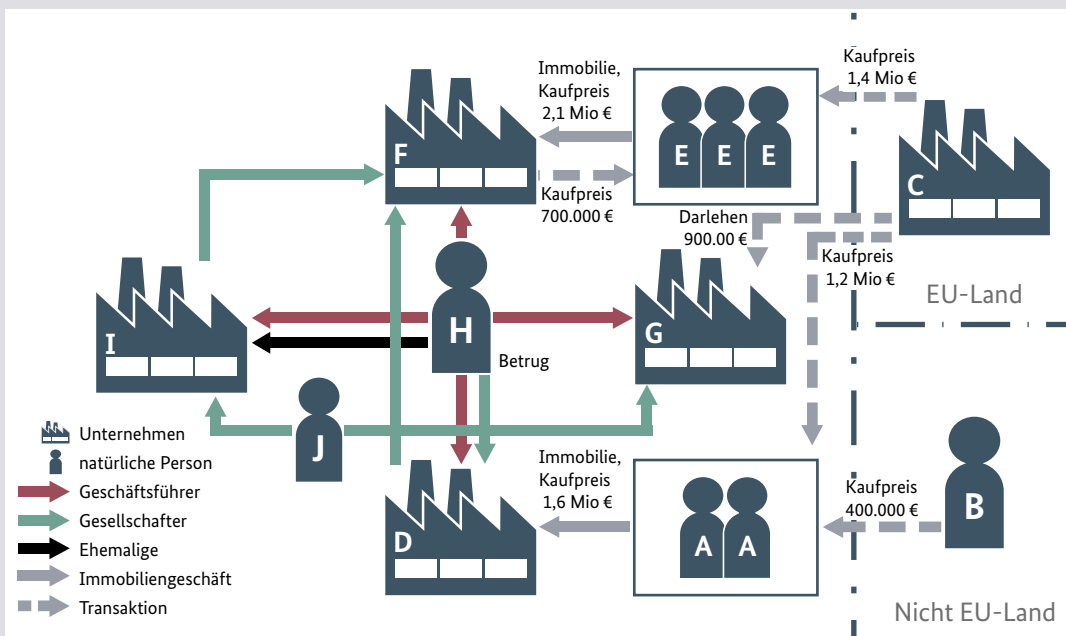 Immobilie,
Kaufpreis
2,1 Mio €
Kaufpreis
1,4 Mio €
F
E E E
C
Kaufpreis
700.000 €
Darlehen
900.00 €
Kaufpreis
1,2 Mio €
EU-Land
I
H
G
Betrug
J
Unternehmen
natürliche Person
Geschäftsführer
Gesellschafter
Ehemalige
Immobiliengeschäft
Transaktion
Immobilie,
Kaufpreis
1,6 Mio €
D
A A
Kaufpreis
400.000 €
B
Nicht EU-Land